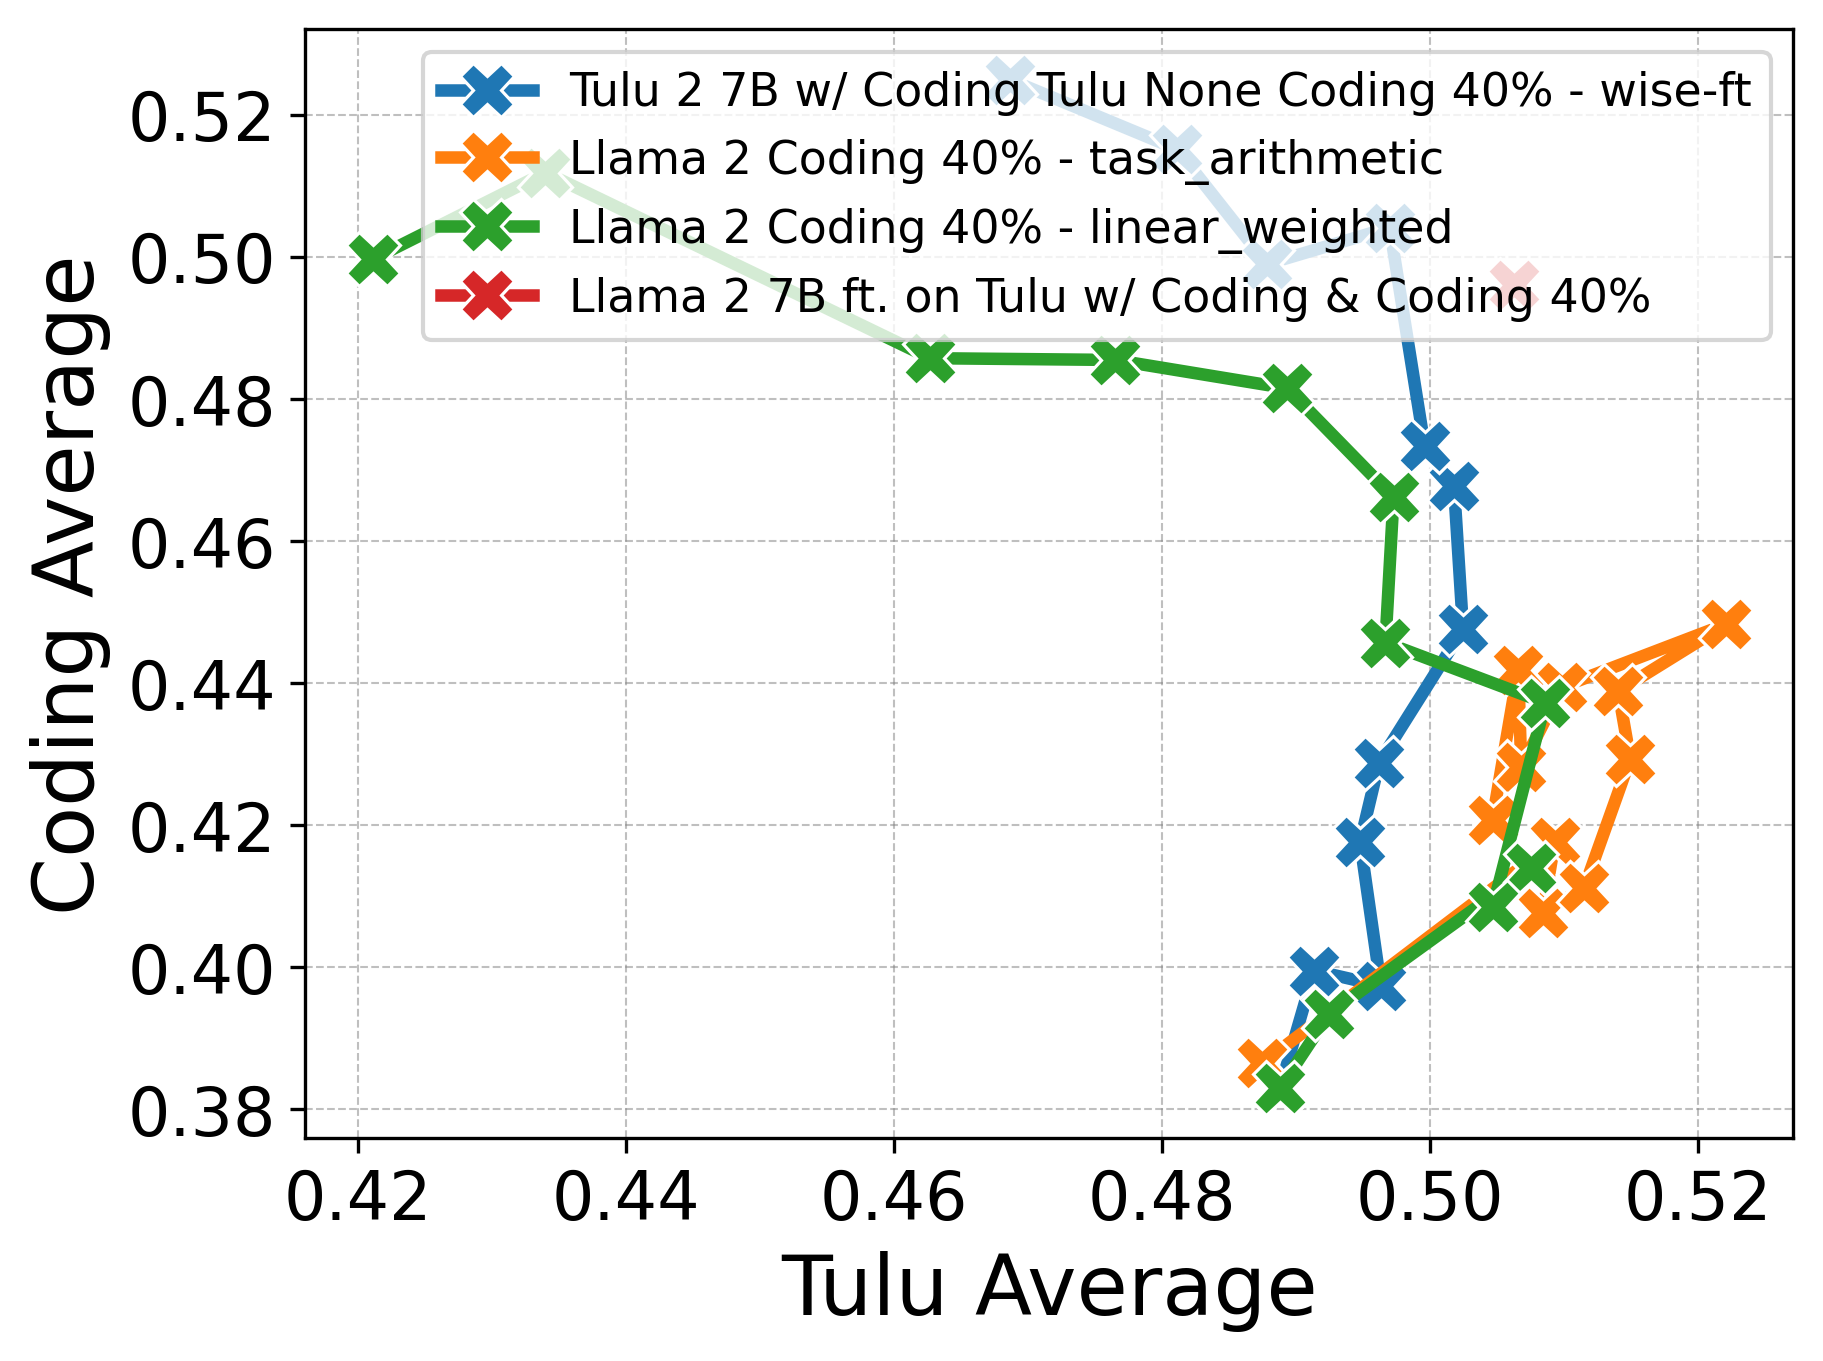 Tulu 2 7B w/ Coding Tulu None Coding 40% - wise-ft
Llama 2 Coding 40% - task_arithmetic
Llama 2 Coding 40% - linear_weighted
Llama 2 7B ft. on Tulu w/ Coding & Coding 40%
Coding Average
0.52
0.50
0.48
0.46
0.44
0.42
0.40
0.38
0.42 0.44 0.46 0.48 0.50 0.52
Tulu Average